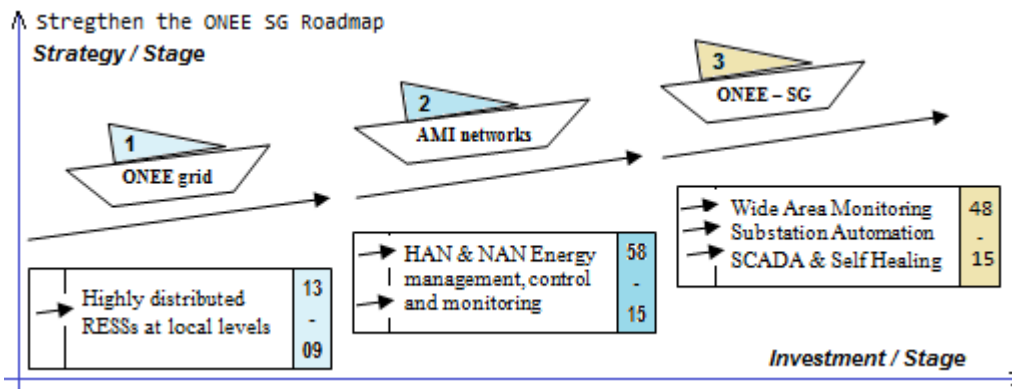 Stregthen the ONEE SG Roadmap
Strategy / Stage
1
ONEE grid
2
AMI networks
3
ONEE – SG
Highly distributed
RESSs at local levels
13
-
09
HAN & NAN Energy
management, control
and monitoring
58
-
15
Wide Area Monitoring
Substation Automation
SCADA & Self Healing
48
-
15
Investment / Stage